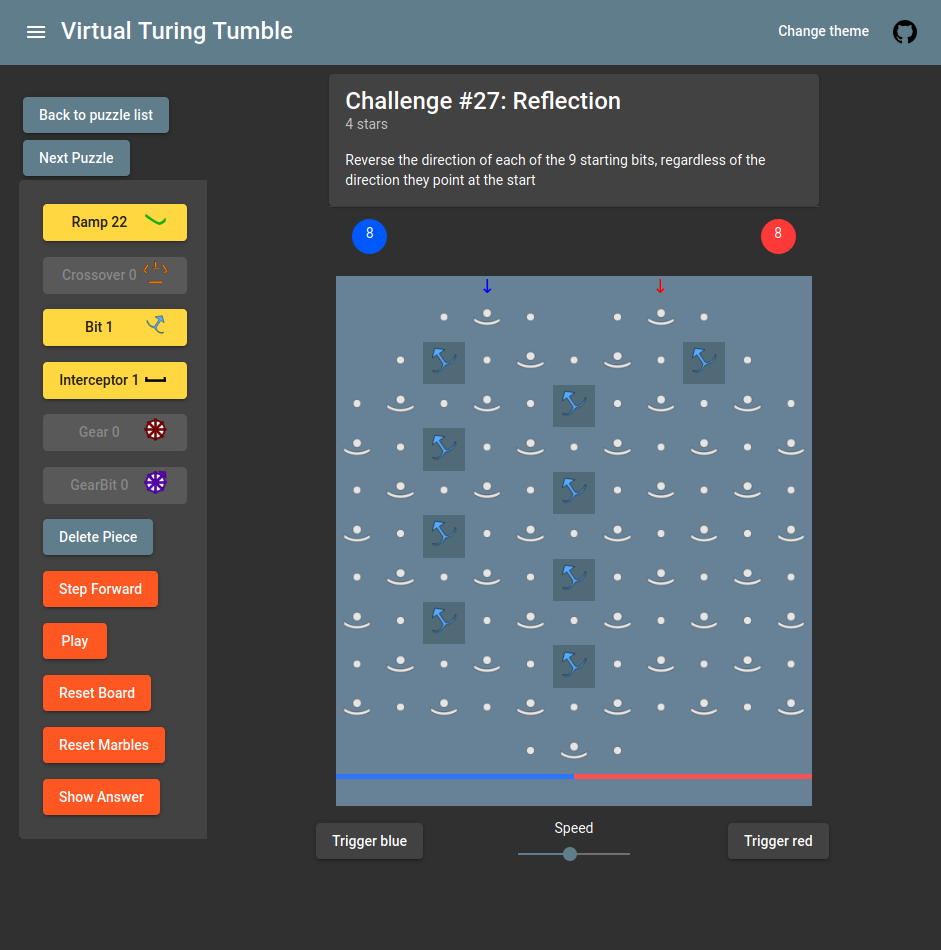 Virtual Turing Tumble
Change theme
Back to puzzle list
Next Puzzle
Challenge #27: Reflection
4 stars
Reverse the direction of each of the 9 starting bits, regardless of the
direction they point at the start
8
8
Ramp 22
Crossover 0
Bit 1
Interceptor 1
Gear 0
GearBit 0
Delete Piece
Step Forward
Play
Reset Board
Reset Marbles
Show Answer
Trigger blue
Speed
Trigger red